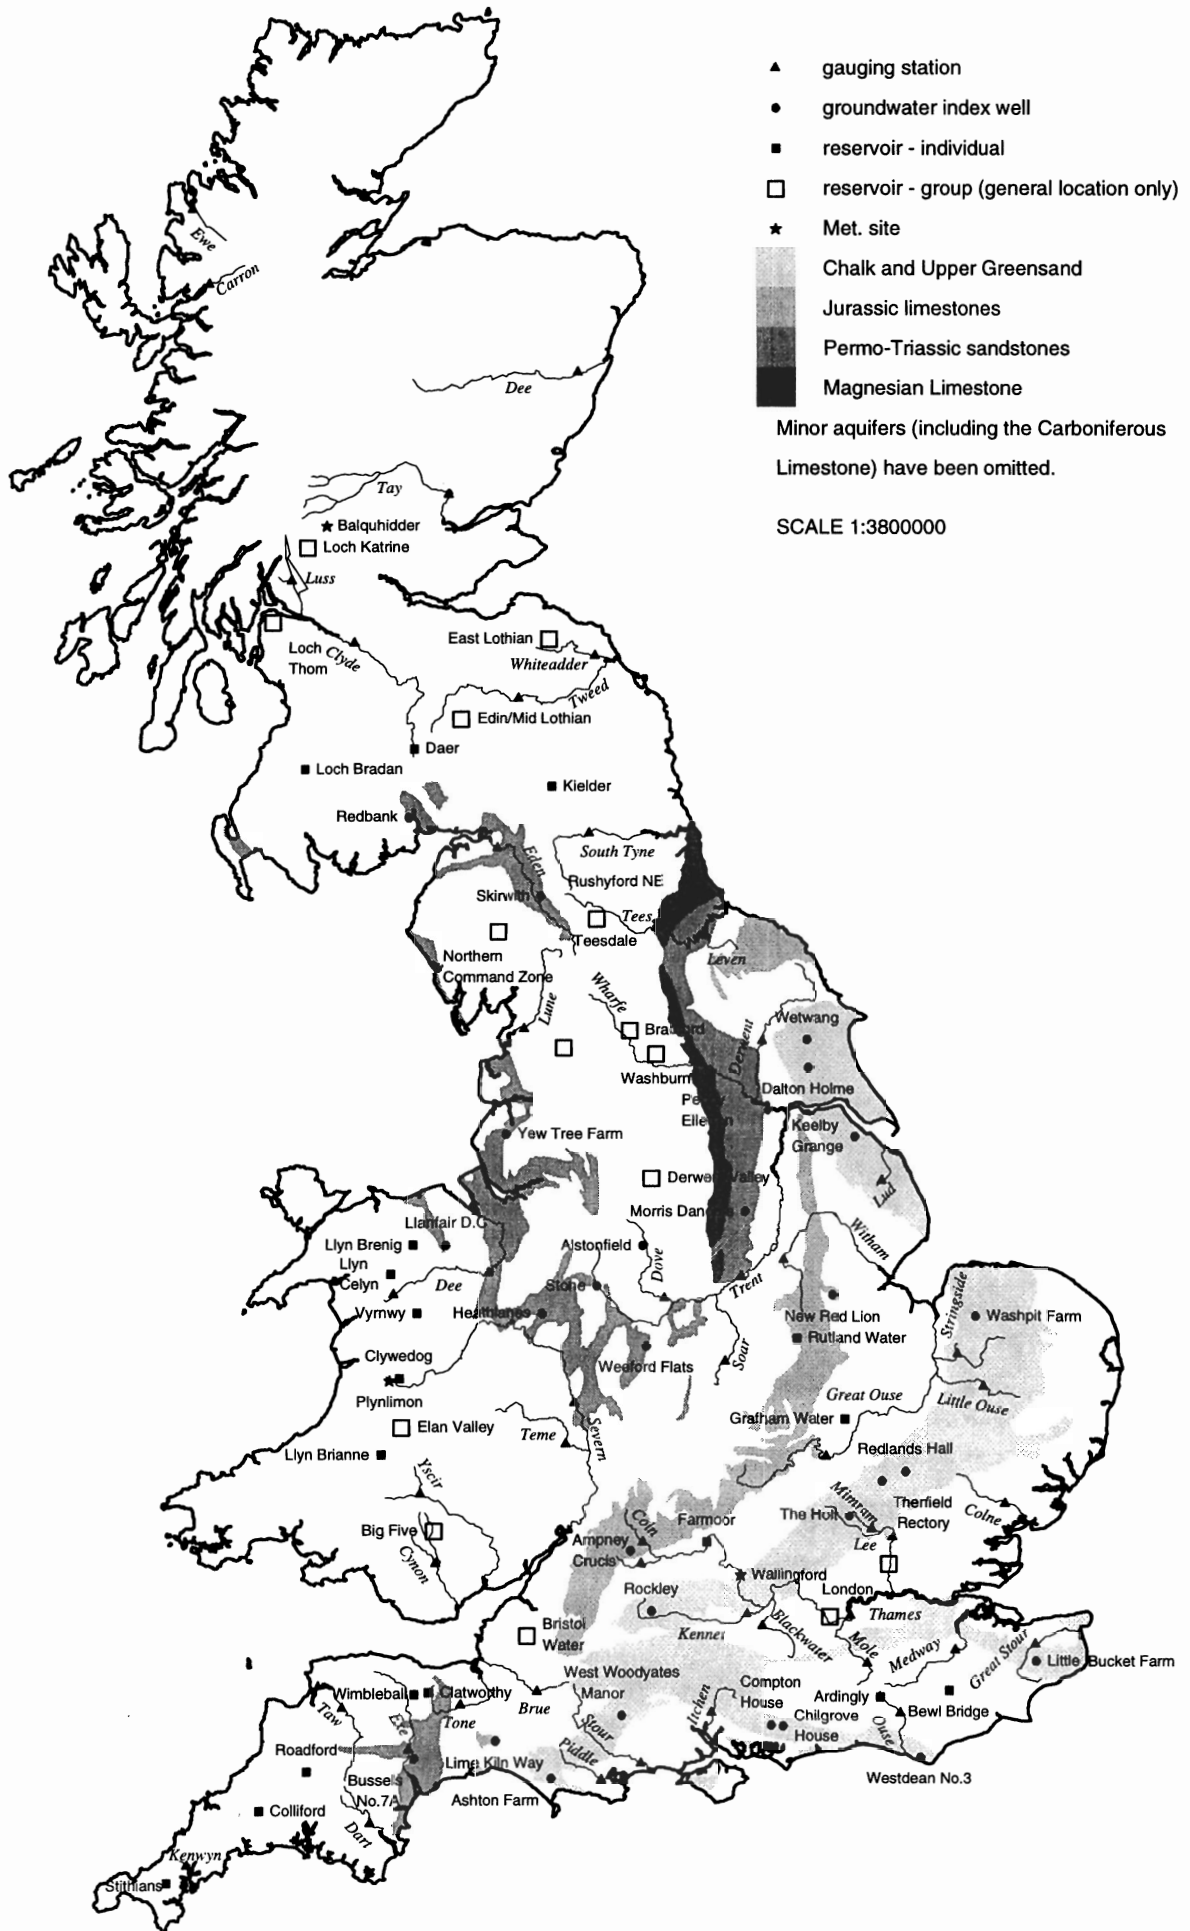 gauging station
groundwater index well
reservoir - individual
reservoir - group (general location only)
Met. site
Chalk and Upper Greensand
Jurassic limestones
Permo-Triassic sandstones
Magnesian Limestone
Minor aquifers (including the Carboniferous
Limestone) have been omitted.
SCALE 1:3800000
Ewe
Carron
Dee
Tay
Balquhidder
Loch Katrine
Luss
East Lothian
Loch
Thom
Clyde
Whiteadder
Tweed
Edin/Mid Lothian
Daer
Loch Bradan
Kielder
Redbank
South Tyne
Eden
Rushyford NE
Skirwith
Tees
Teesdale
Leven
Northern
Command Zone
Lune
Wharfe
Wetwang
Bradford
Derwent
Washburn
Dalton Holme
Keelby
Grange
Yew Tree Farm
Derwent Valley
Lud
Morris Dancers
Llanfair D.C
Witham
Llyn Brenig
Alstonfield
Llyn
Celyn
Dee
Dove
Stone
Trent
Stringside
Vyrnwy
Heathlanes
New Red Lion
Washpit Farm
Rutland Water
Clywedog
Weeford Flats
Soar
Plynlimon
Great Ouse
Little Ouse
Elan Valley
Teme
Severn
Grafham Water
Llyn Brianne
Redlands Hall
Yscir
Mimram
Therfield
Rectory
Colne
Big Five
Coln
Farmoor
The Holt
Ampney
Crucis
Lee
Cynon
Wallingford
Rockley
London
Thames
Bristol
Water
Kennet
Blackwater
Mole
Medway
Great Stour
Little Bucket Farm
West Woodyates
Manor
Compton
House
Wimbleball
Clatworthy
Itchen
Ardingly
Bewl Bridge
Taw
Exe
Tone
Brue
Stour
Chilgrove
House
Ouse
Roadford
Lime Kiln Way
Piddle
Westdean No.3
Bussels
No.7A
Ashton Farm
Colliford
Dart
Kenwyn
Stithians